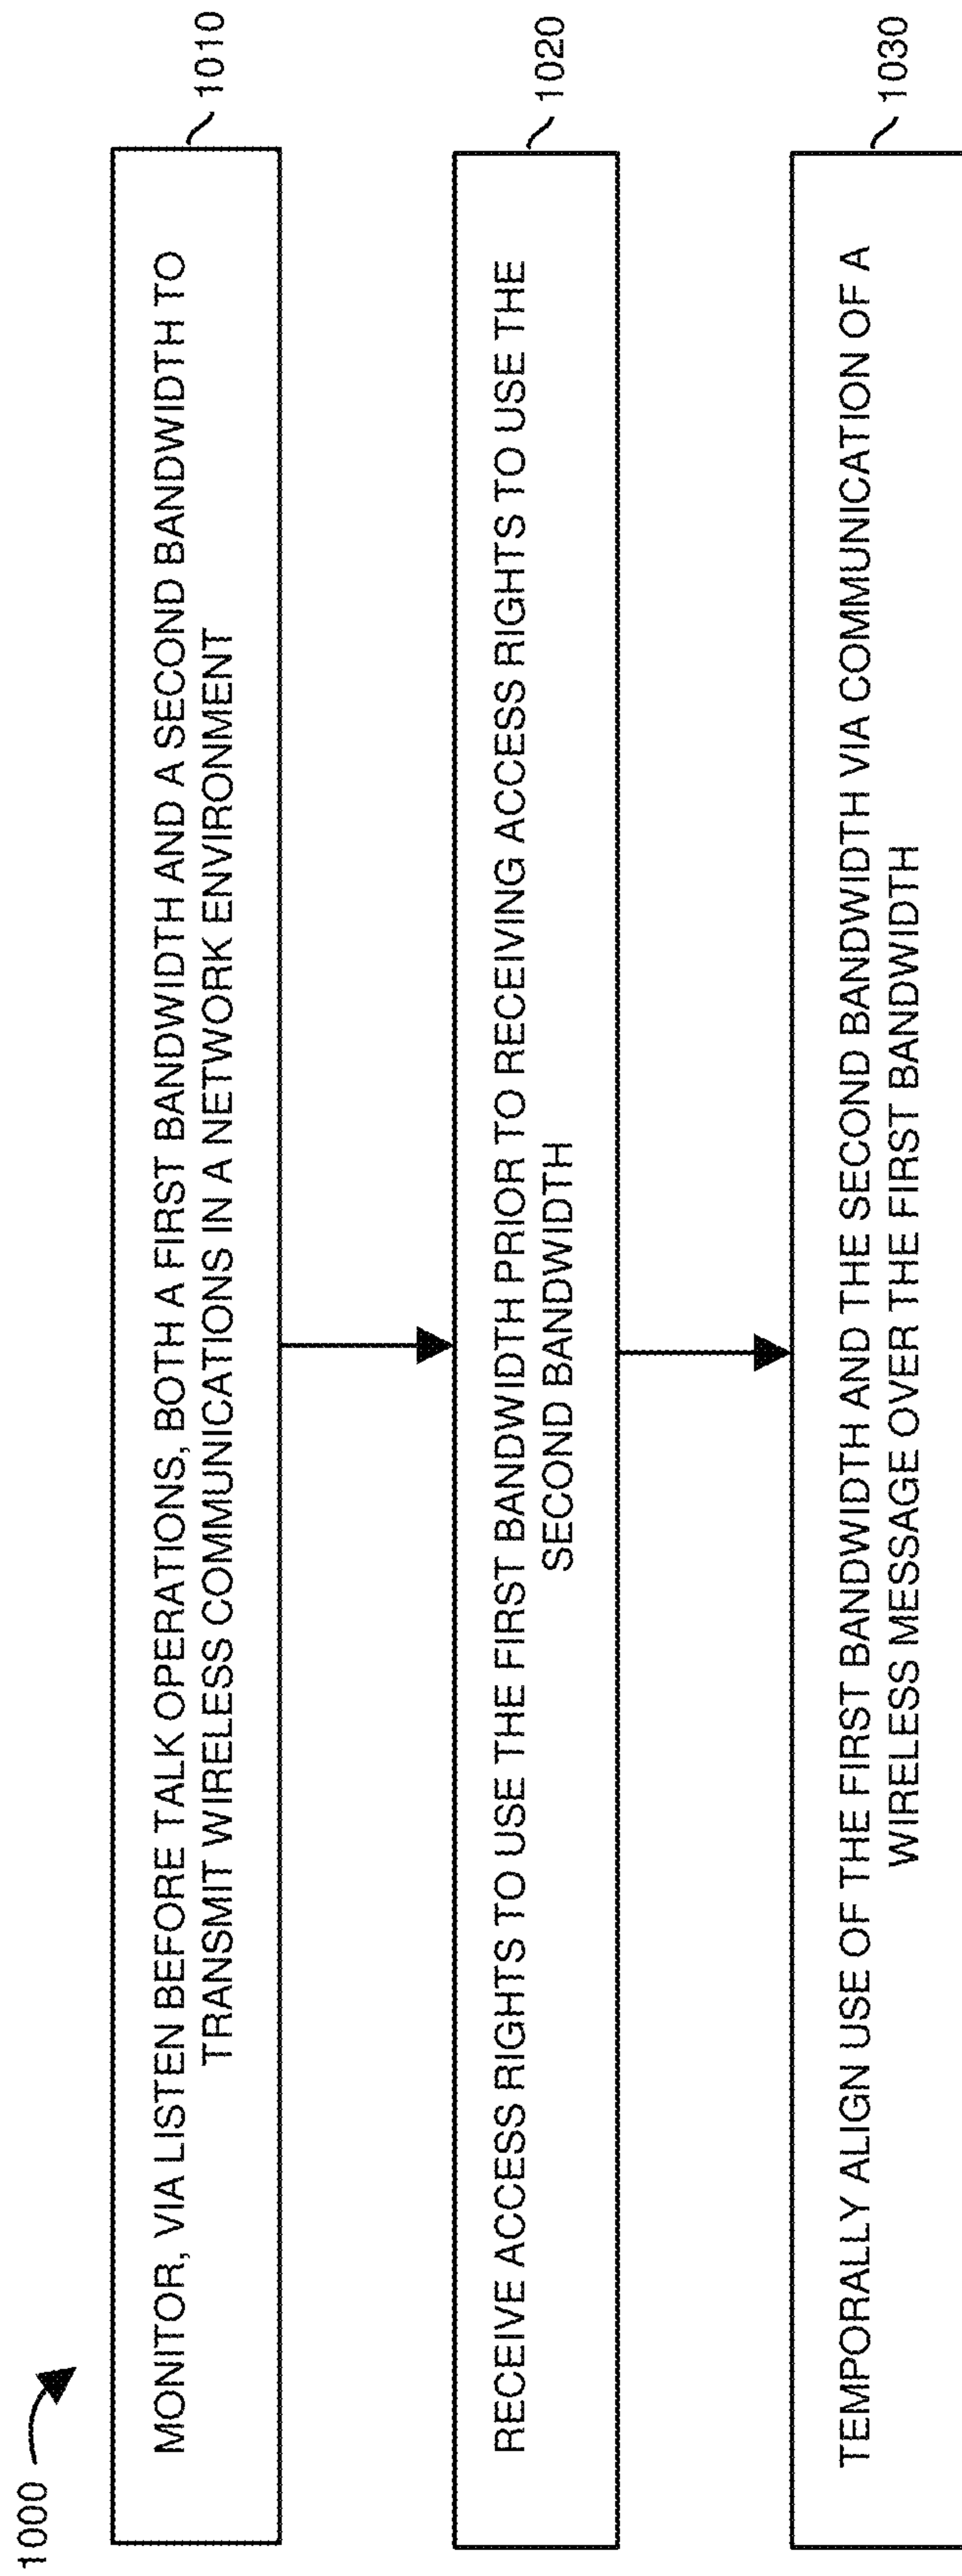 1000
MONITOR, VIA LISTEN BEFORE TALK OPERATIONS, BOTH A FIRST BANDWIDTH AND A SECOND BANDWIDTH TO
TRANSMIT WIRELESS COMMUNICATIONS IN A NETWORK ENVIRONMENT
1010
RECEIVE ACCESS RIGHTS TO USE THE FIRST BANDWIDTH PRIOR TO RECEIVING ACCESS RIGHTS TO USE THE
SECOND BANDWIDTH
1020
TEMPORALLY ALIGN USE OF THE FIRST BANDWIDTH AND THE SECOND BANDWIDTH VIA COMMUNICATION OF A
WIRELESS MESSAGE OVER THE FIRST BANDWIDTH
1030